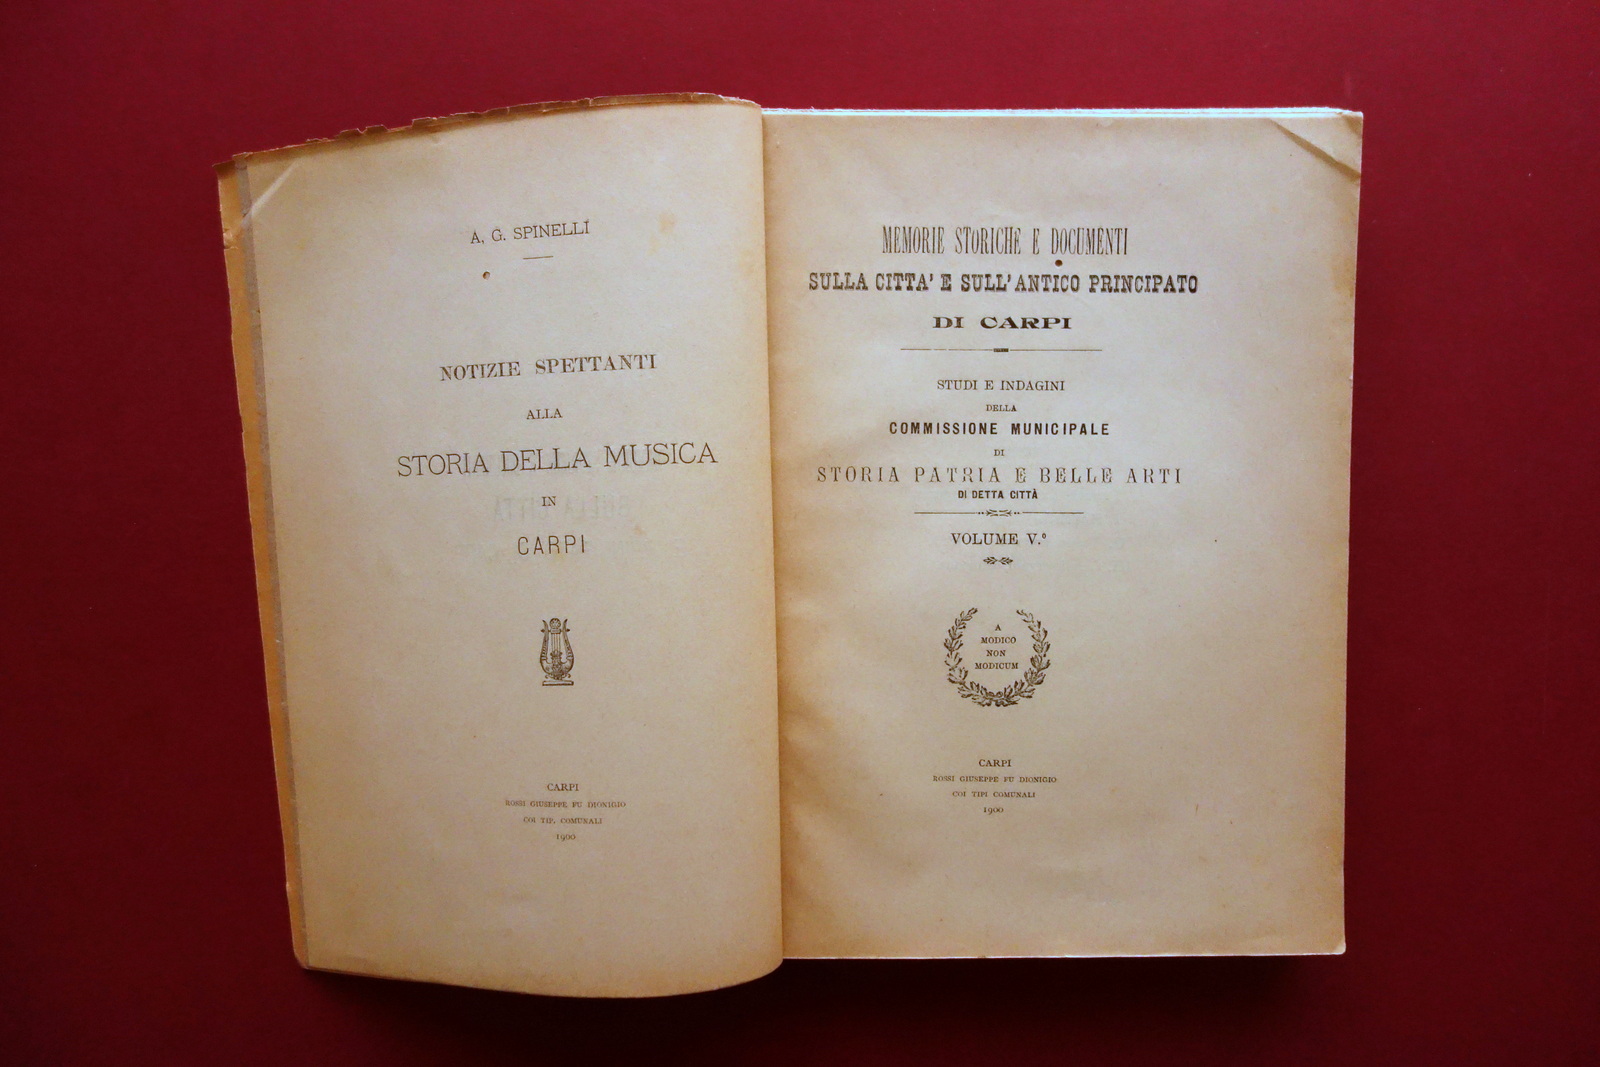 A. G. SPINELLI
NOTIZIE SPETTANTI
ALLA
STORIA DELLA MUSICA
IN
CARPI
CARPI
ROSSI GIUSEPPE FU DIONIGIO
COI TIP. COMUNALI
1900
MEMORIE STORICHE E DOCUMENTI
SULLA CITTA' E SULL'ANTICO PRINCIPATO
DI CARPI
STUDI E INDAGINI
DELLA
COMMISSIONE MUNICIPALE
DI
STORIA PATRIA E BELLE ARTI
DI DETTA CITTÀ
VOLUME V.º
A
MODICO
NON
MODICUM
CARPI
ROSSI GIUSEPPE FU DIONIGIO
COI TIPI COMUNALI
1900